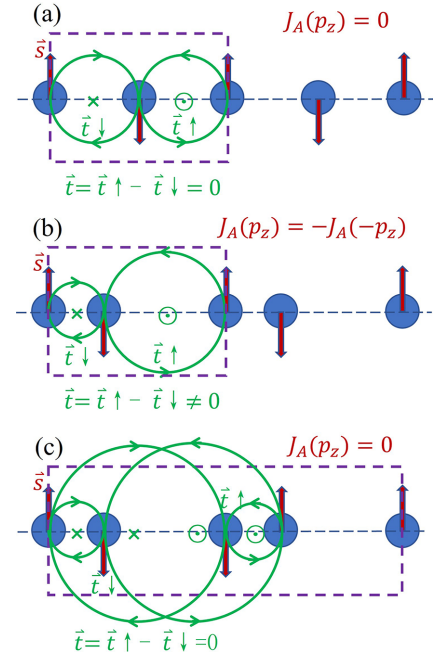 (a)
J_A(p_z) = 0
s⃗
t⃗↓
t⃗↑
t⃗= t⃗↑ − t⃗↓ = 0
(b)
J_A(p_z) = −J_A(−p_z)
s⃗
t⃗↓
t⃗↑
t⃗= t⃗↑ − t⃗↓ ≠ 0
(c)
J_A(p_z) = 0
s⃗
t⃗↑
t⃗↓
t⃗= t⃗↑ − t⃗↓ =0